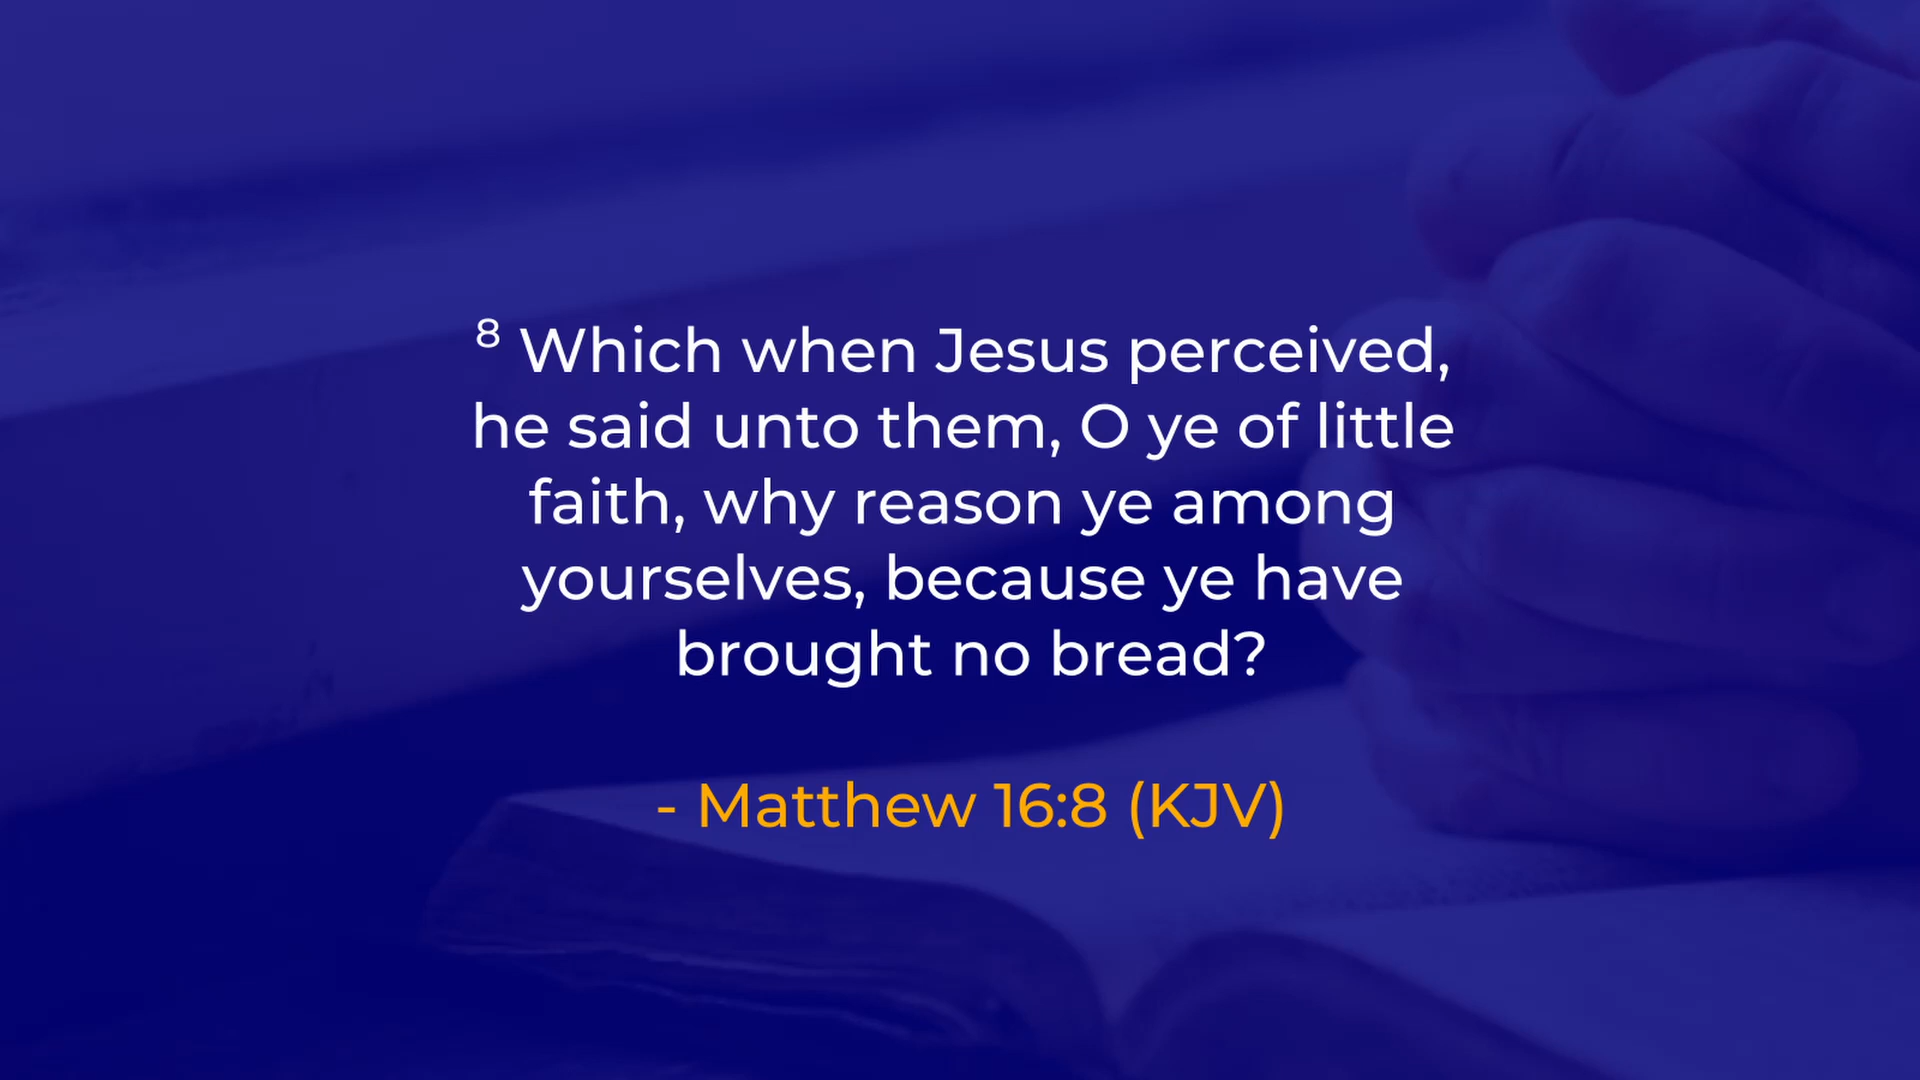 8 Which when Jesus perceived,
he said unto them, O ye of little
faith, why reason ye among
yourselves, because ye have
brought no bread?
- Matthew 16:8 (KJV)